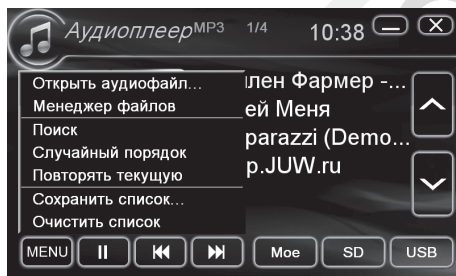 Аудиоплеер MP3 1/4 10:38
Открыть аудиофайл...
Менеджер файлов
Поиск
Случайный порядок
Повторять текущую
Сохранить список...
Очистить список
лен Фармер -...
ей Меня
parazzi (Demo...
p.JUW.ru
MENU Мое SD USB